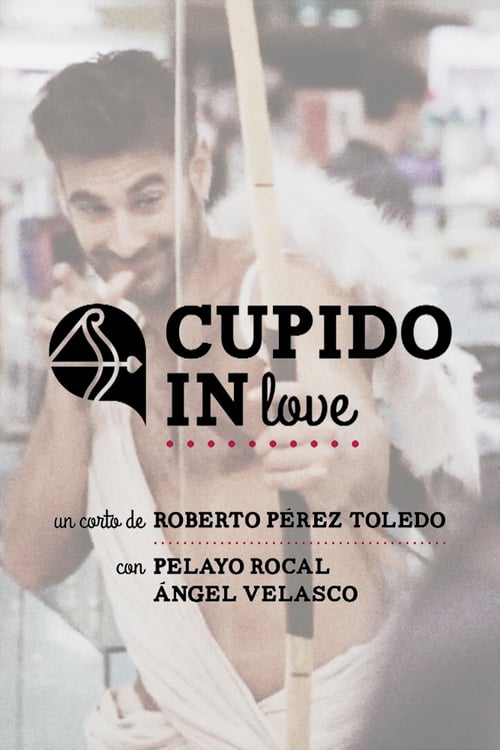 CUPIDO
IN love
un corto de ROBERTO PÉREZ TOLEDO
con PELAYO ROCAL
ÁNGEL VELASCO